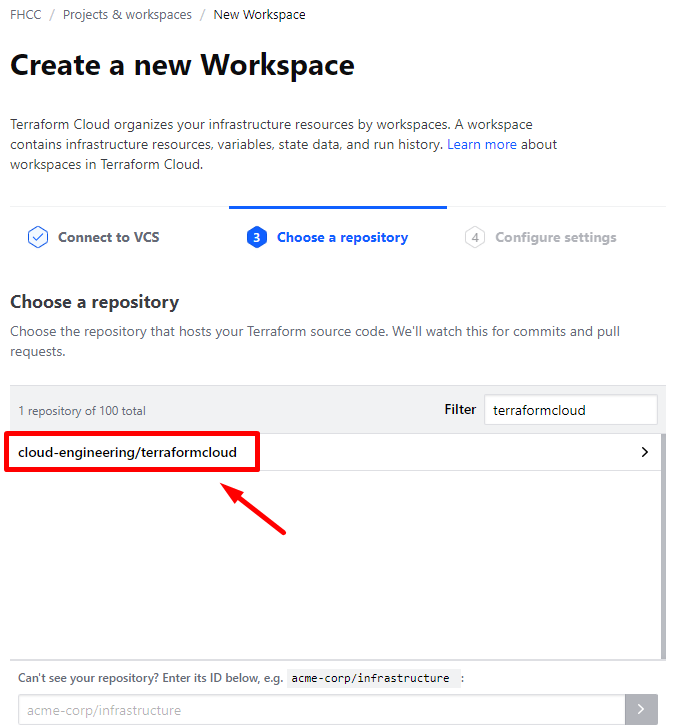 FHCC / Projects & workspaces / New Workspace
Create a new Workspace
Terraform Cloud organizes your infrastructure resources by workspaces. A workspace
contains infrastructure resources, variables, state data, and run history. Learn more about
workspaces in Terraform Cloud.
Connect to VCS
3 Choose a repository
4 Configure settings
Choose a repository
Choose the repository that hosts your Terraform source code. We'll watch this for commits and pull
requests.
1 repository of 100 total
Filter terraformcloud
cloud-engineering/terraformcloud
Can't see your repository? Enter its ID below, e.g. acme-corp/infrastructure :
acme-corp/infrastructure